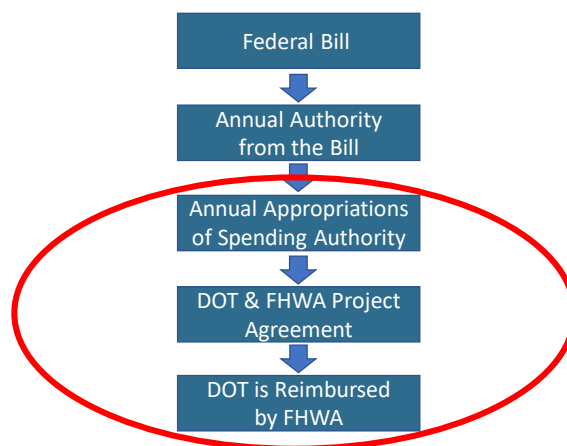 Federal Bill
Annual Authority
from the Bill
Annual Appropriations
of Spending Authority
DOT & FHWA Project
Agreement
DOT is Reimbursed
by FHWA